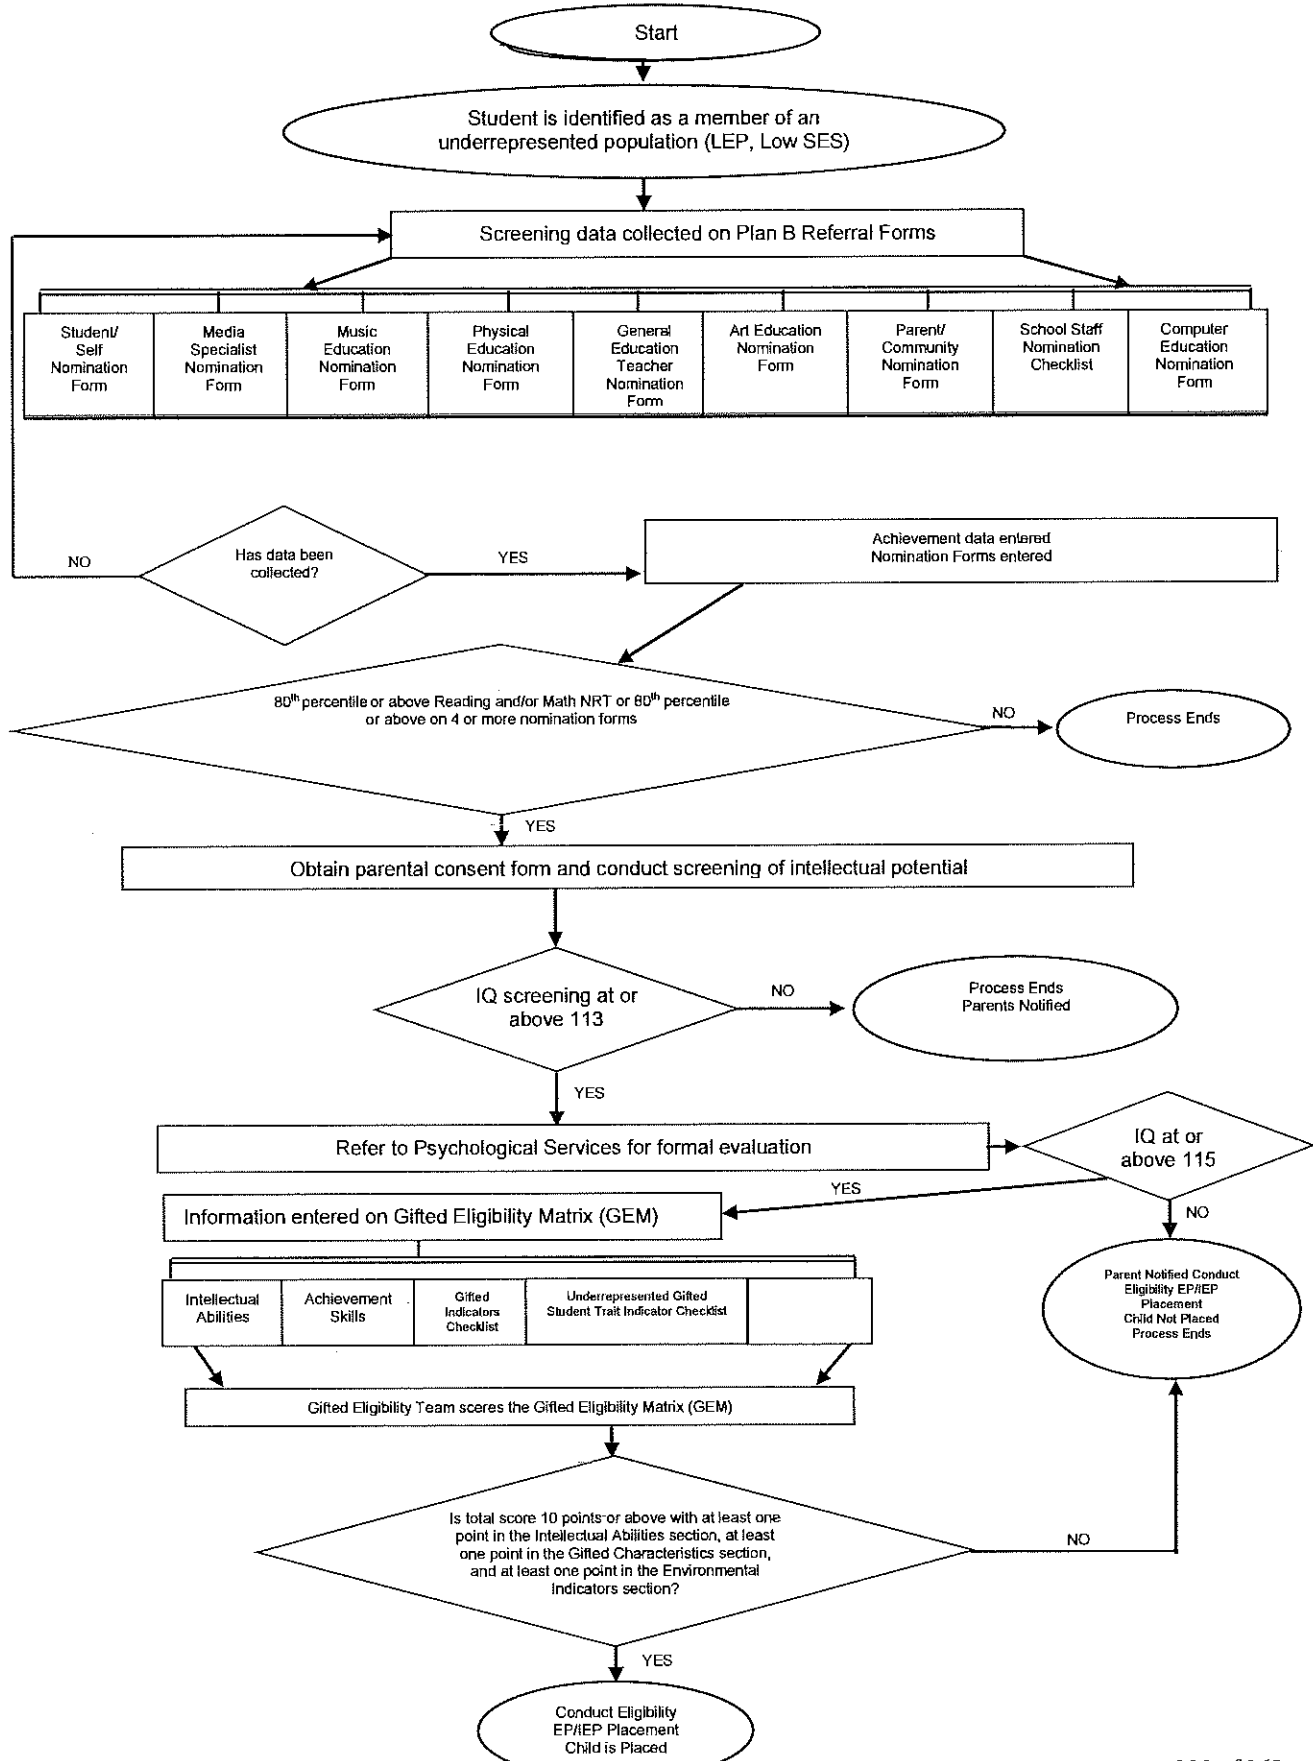 Start
Student is identified as a member of an
underrepresented population (LEP, Low SES)
Screening data collected on Plan B Referral Forms
Student/
Self
Nomination
Form
Media
Specialist
Nomination
Form
Music
Education
Nomination
Form
Physical
Education
Nomination
Form
General
Education
Teacher
Nomination
Form
Art Education
Nomination
Form
Parent/
Community
Nomination
Form
School Staff
Nomination
Checklist
Computer
Education
Nomination
Form
NO
Has data been
collected?
YES
Achievement data entered
Nomination Forms entered
80th percentile or above Reading and/or Math NRT or 80th percentile
or above on 4 or more nomination forms
NO
Process Ends
YES
Obtain parental consent form and conduct screening of intellectual potential
IQ screening at or
above 113
NO
Process Ends
Parents Notified
YES
Refer to Psychological Services for formal evaluation
IQ at or
above 115
YES
NO
Information entered on Gifted Eligibility Matrix (GEM)
Intellectual
Abilities
Achievement
Skills
Gifted
Indicators
Checklist
Underrepresented Gifted
Student Trait Indicator Checklist
Parent Notified Conduct
Eligibility EP/IEP
Placement
Child Not Placed
Process Ends
Gifted Eligibility Team scores the Gifted Eligibility Matrix (GEM)
Is total score 10 points or above with at least one
point in the Intellectual Abilities section, at least
one point in the Gifted Characteristics section,
and at least one point in the Environmental
Indicators section?
NO
YES
Conduct Eligibility
EP/IEP Placement
Child is Placed